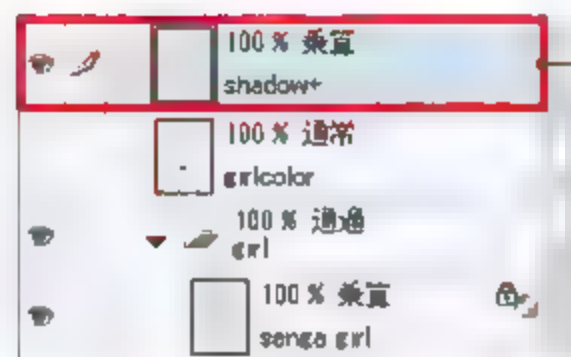 100 % 乗算
shadow+
100 % 通常
girlcolor
100 % 通過
girl
100 % 乗算
senga girl